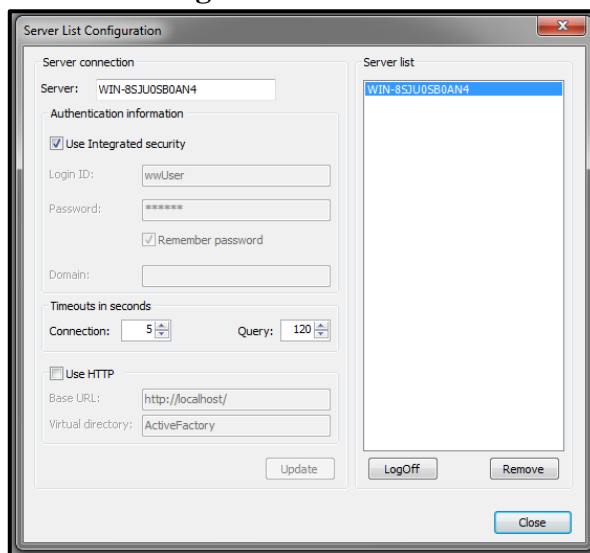 Server List Configuration
Server connection
Server: WIN-8SJU0SB0AN4
Authentication information
Use Integrated security
Login ID: wwUser
Password: ******
Remember password
Domain:
Timeouts in seconds
Connection: 5 Query: 120
Use HTTP
Base URL: http://localhost/
Virtual directory: ActiveFactory
Update
Server list
WIN-8SJU0SB0AN4
LogOff Remove
Close